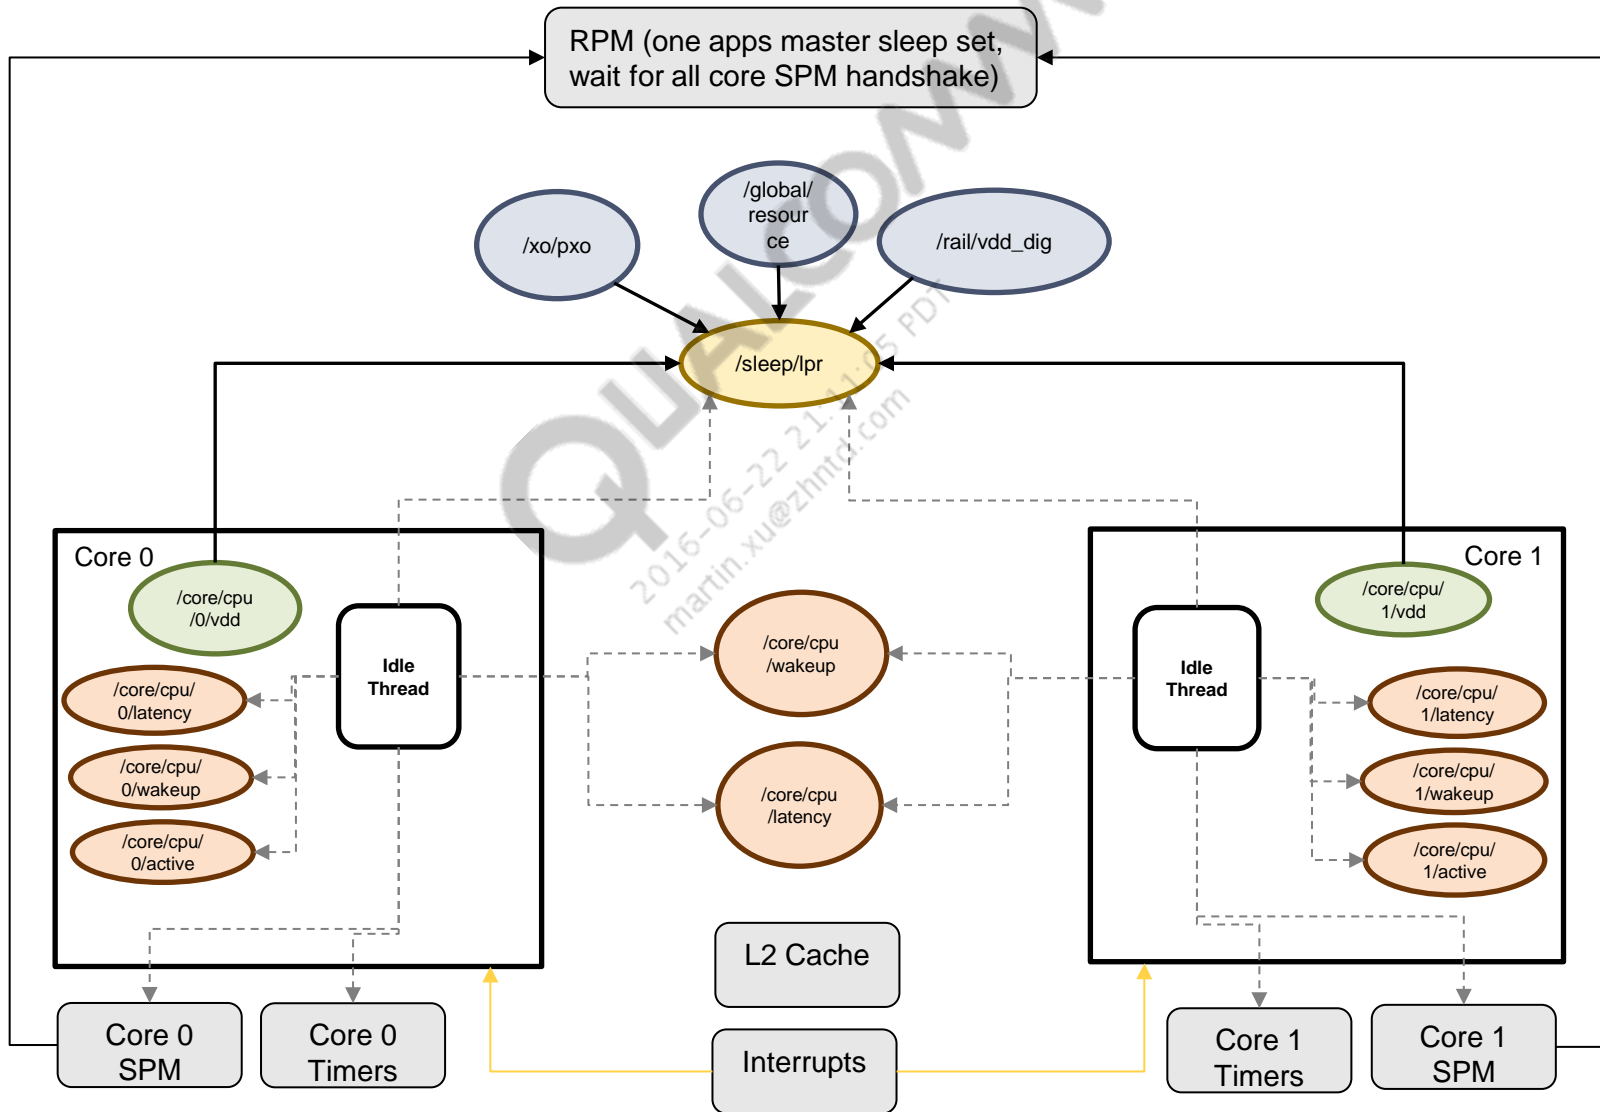 RPM (one apps master sleep set,
wait for all core SPM handshake)
QUALCOMM
/global/
resour
ce
/xo/pxo
/rail/vdd_dig
/sleep/lpr
2016-06-22 21:11:05 PDT
martin.xu@zhntd.com
Core 0
/core/cpu
/0/vdd
Idle
Thread
/core/cpu/
0/latency
/core/cpu/
0/wakeup
/core/cpu/
0/active
/core/cpu
/wakeup
/core/cpu
/latency
Core 1
/core/cpu/
1/vdd
Idle
Thread
/core/cpu/
1/latency
/core/cpu/
1/wakeup
/core/cpu/
1/active
L2 Cache
Interrupts
Core 0
SPM
Core 0
Timers
Core 1
Timers
Core 1
SPM